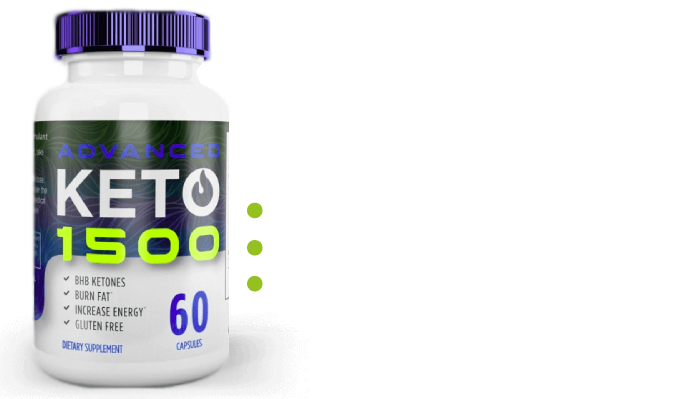 ADVANCED
KETO
1500
BHB KETONES
BURN FAT*
INCREASE ENERGY*
GLUTEN FREE
60
CAPSULES
DIETARY SUPPLEMENT